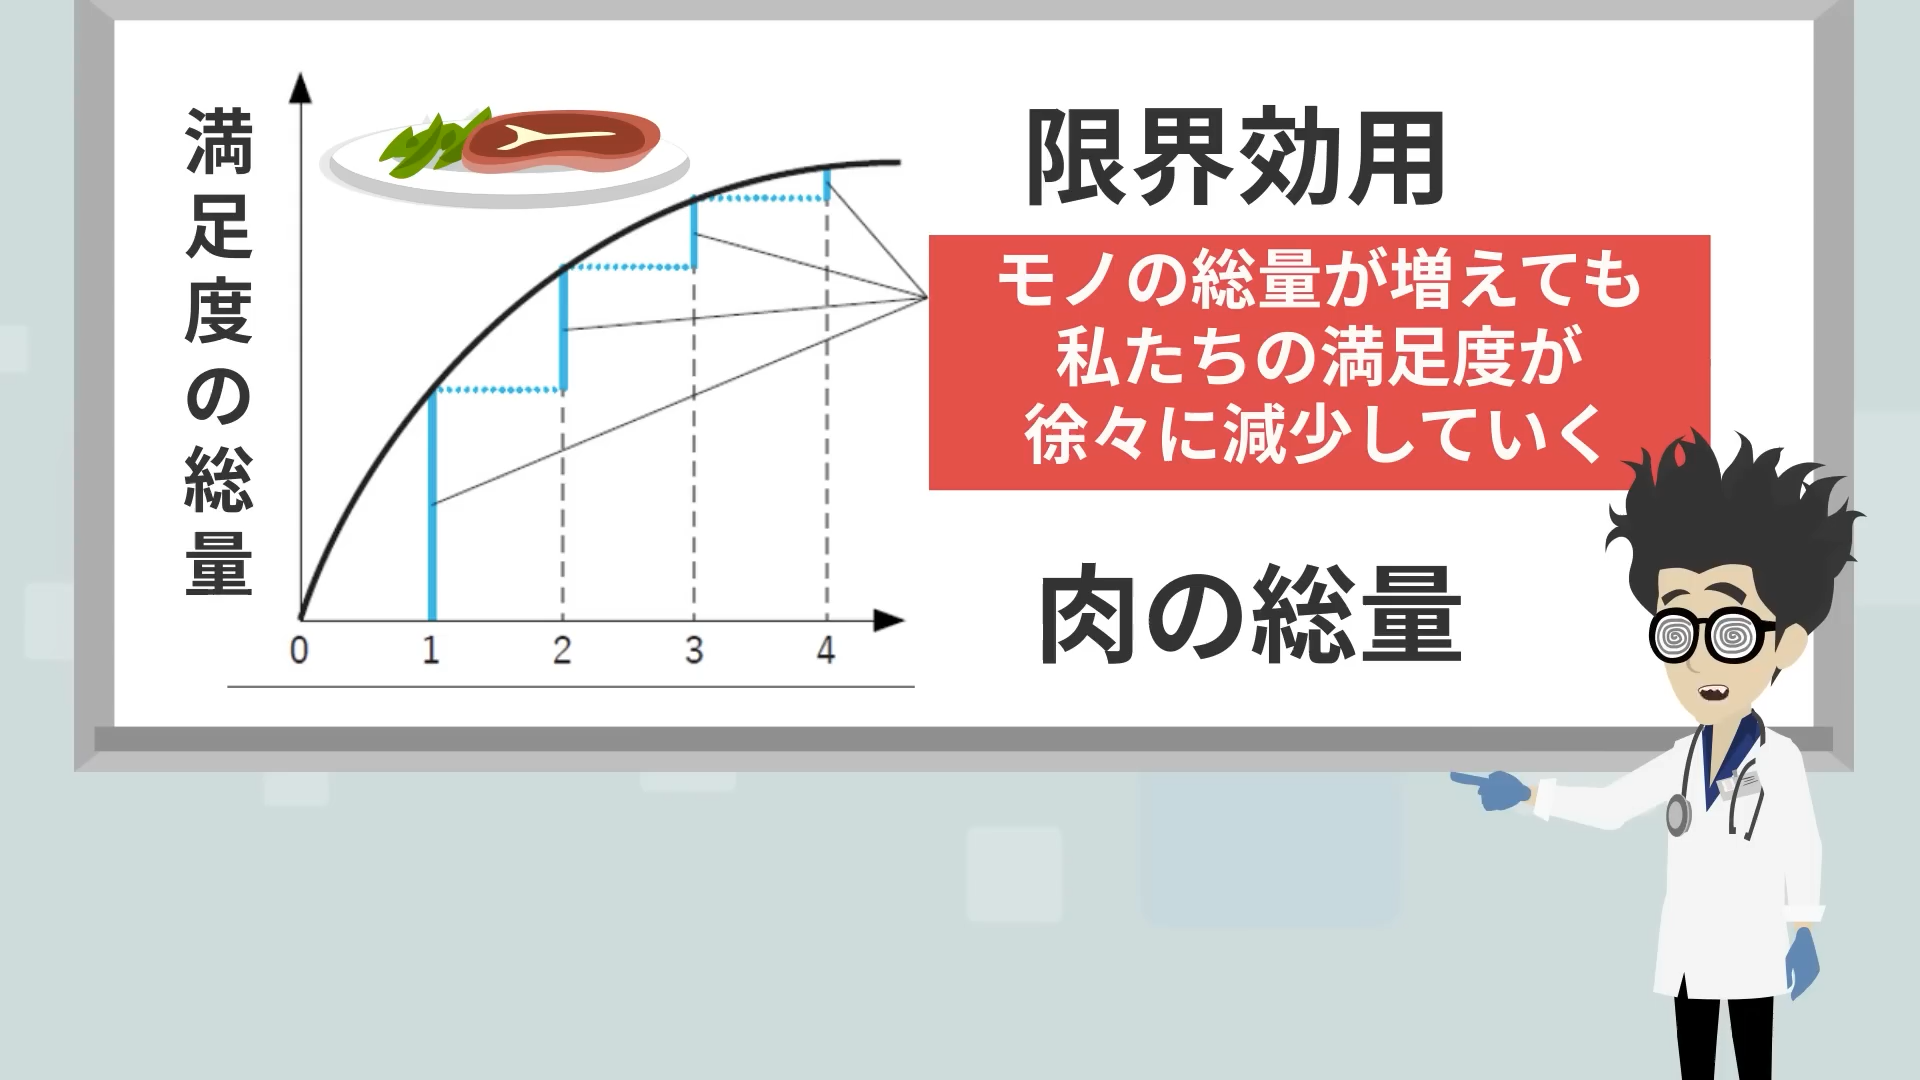 満足度の総量
限界効用
モノの総量が増えても
私たちの満足度が
徐々に減少していく
肉の総量
0 1 2 3 4